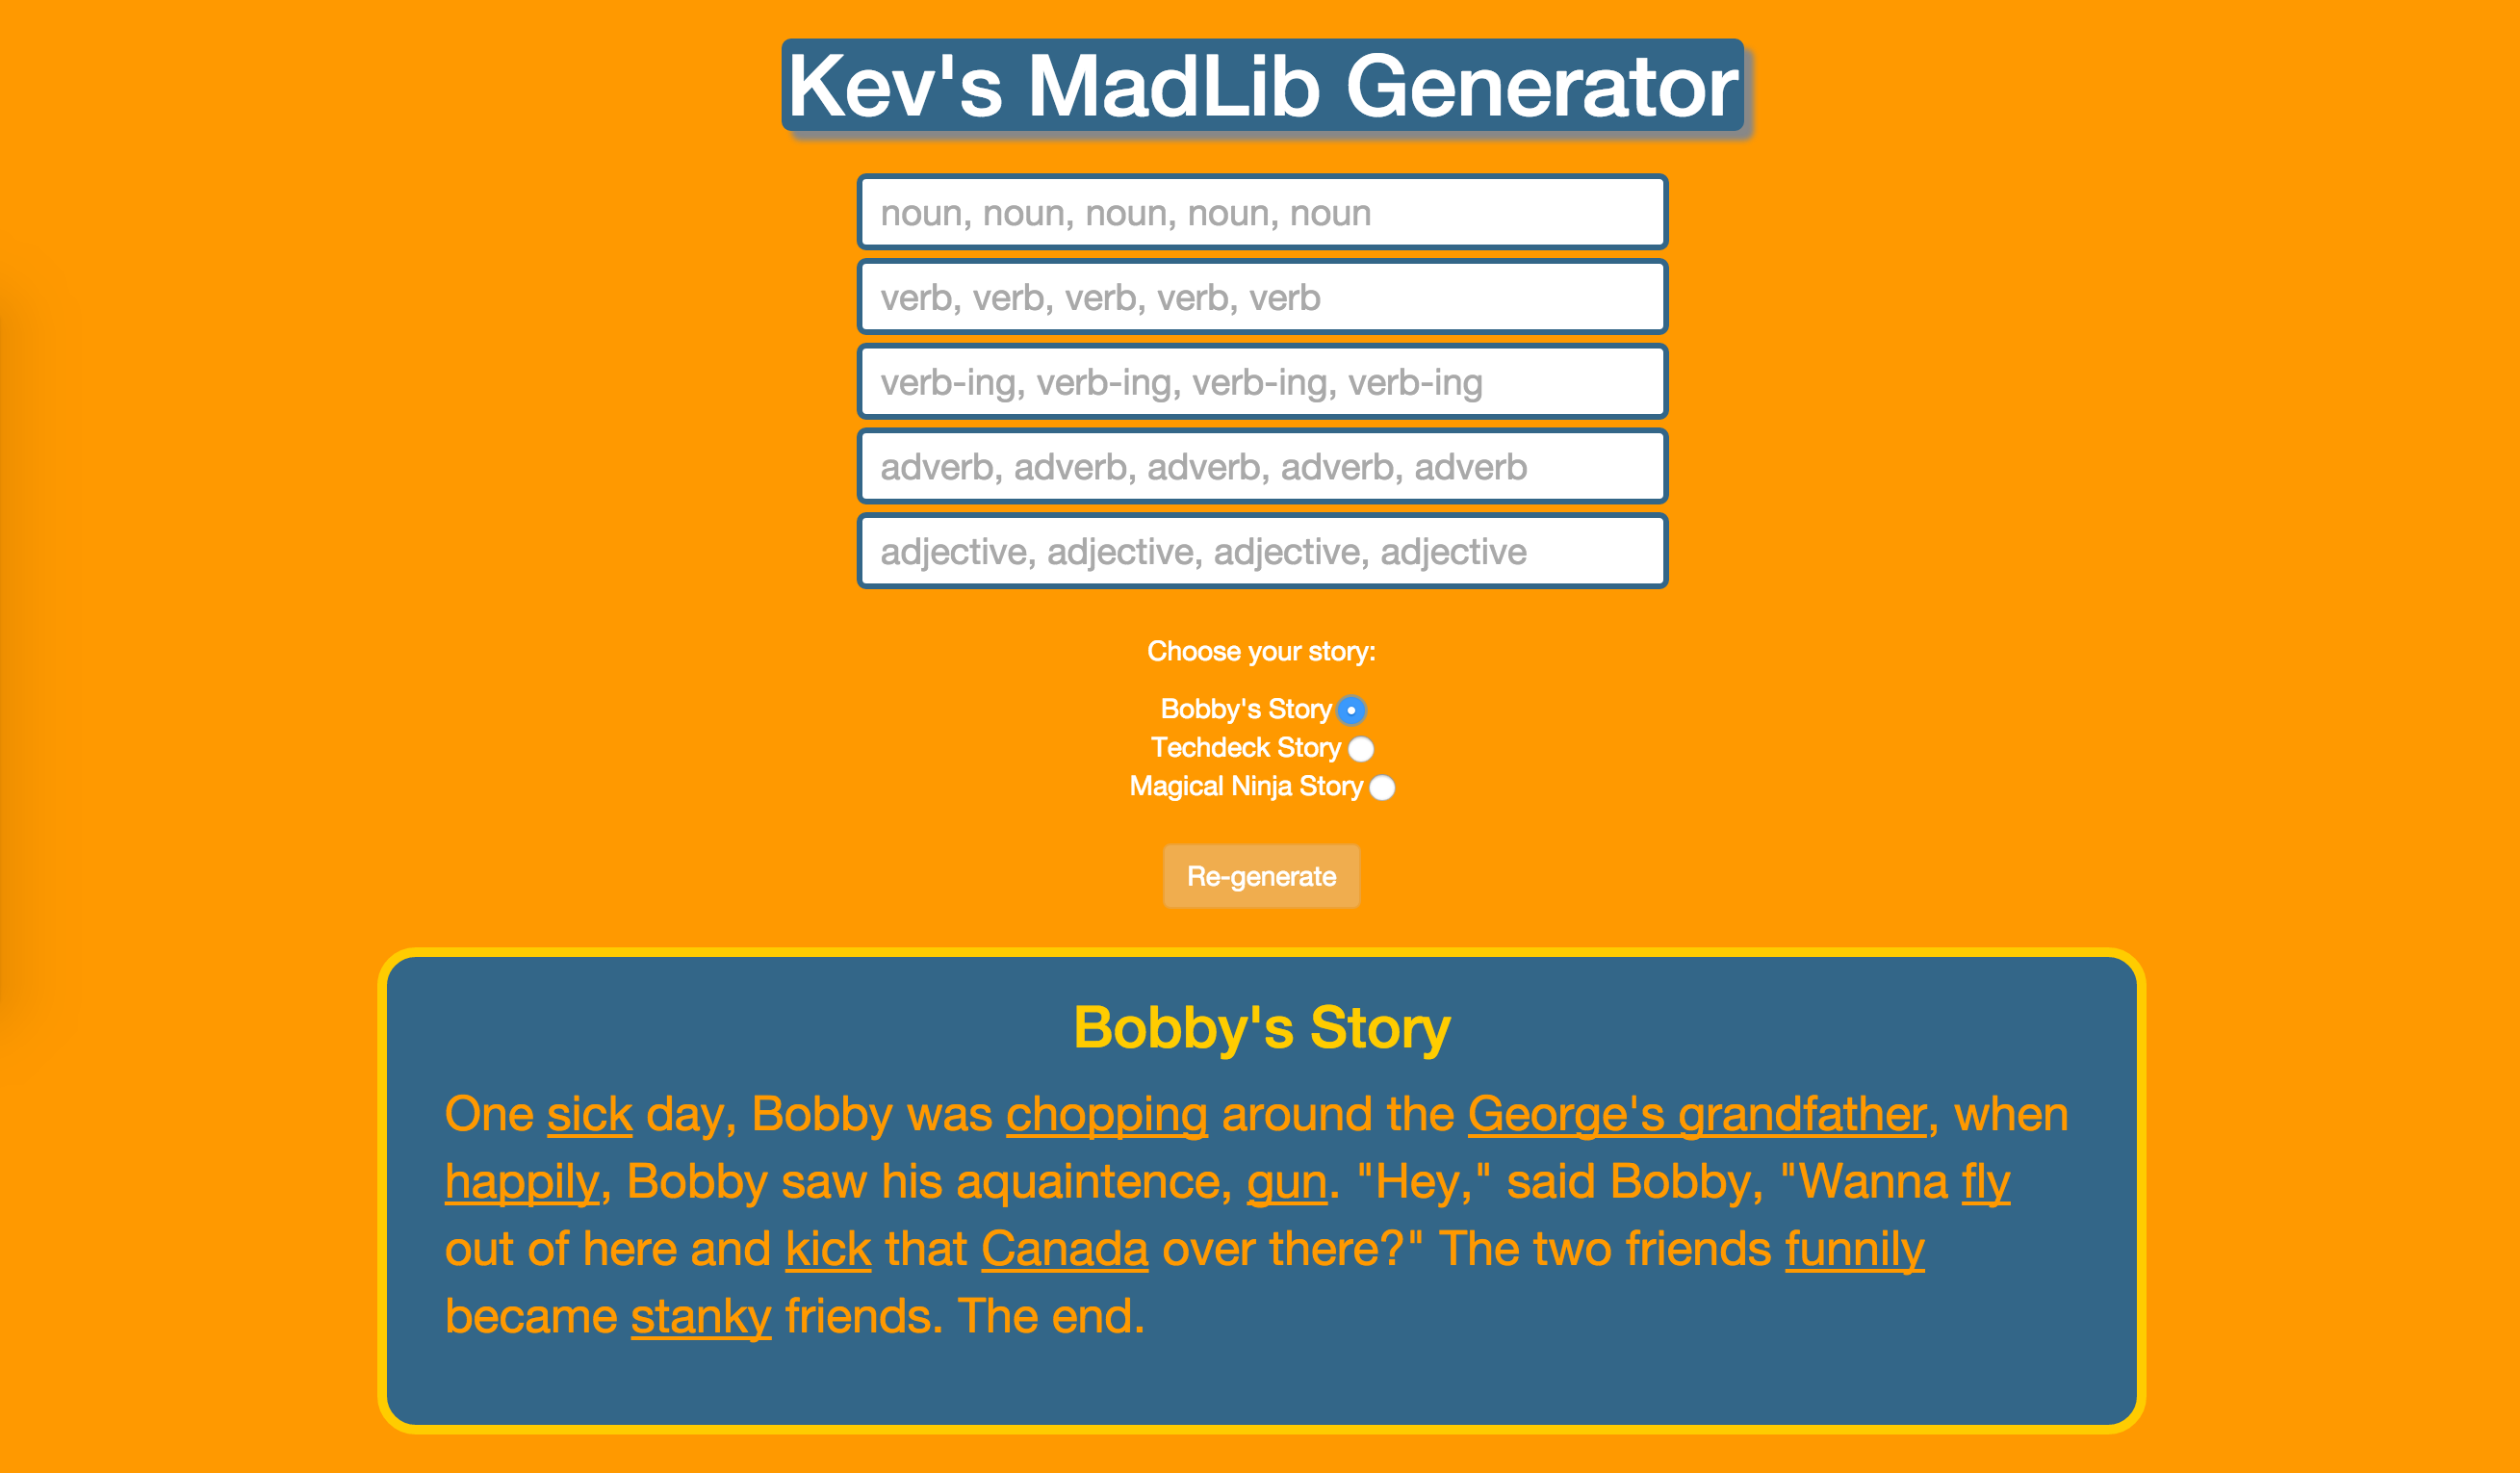 Kev's MadLib Generator
noun, noun, noun, noun, noun
verb, verb, verb, verb, verb
verb-ing, verb-ing, verb-ing, verb-ing
adverb, adverb, adverb, adverb, adverb
adjective, adjective, adjective, adjective
Choose your story:
Bobby's Story
Techdeck Story
Magical Ninja Story
Re-generate
Bobby's Story
One sick day, Bobby was chopping around the George's grandfather, when
happily, Bobby saw his aquaintence, gun. "Hey," said Bobby, "Wanna fly
out of here and kick that Canada over there?" The two friends funnily
became stanky friends. The end.